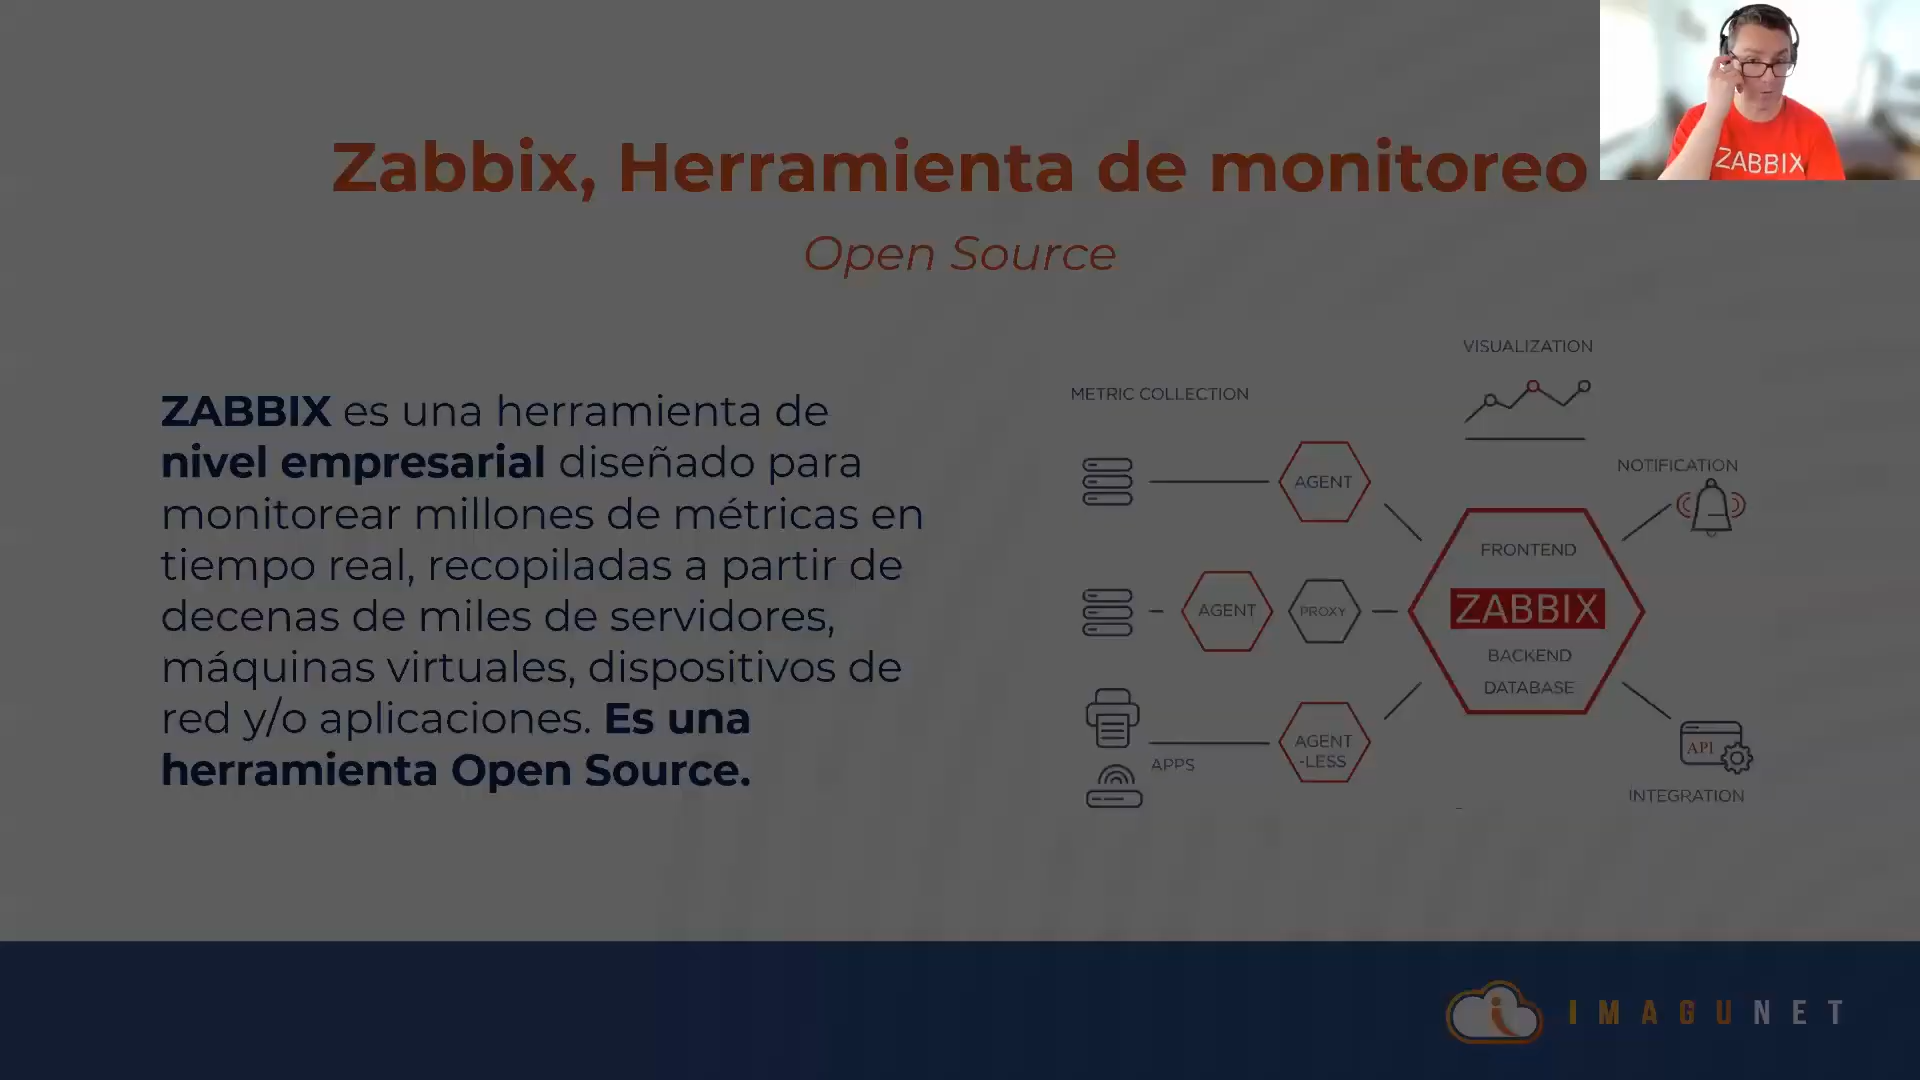 Zabbix, Herramienta de monitoreo
Open Source
ZABBIX
ZABBIX es una herramienta de
nivel empresarial diseñado para
monitorear millones de métricas en
tiempo real, recopiladas a partir de
decenas de miles de servidores,
máquinas virtuales, dispositivos de
red y/o aplicaciones. Es una
herramienta Open Source.
METRIC COLLECTION
VISUALIZATION
NOTIFICATION
AGENT
AGENT
PROXY
AGENT
-LESS
APPS
FRONTEND
ZABBIX
BACKEND
DATABASE
API
INTEGRATION
IMAGUNET